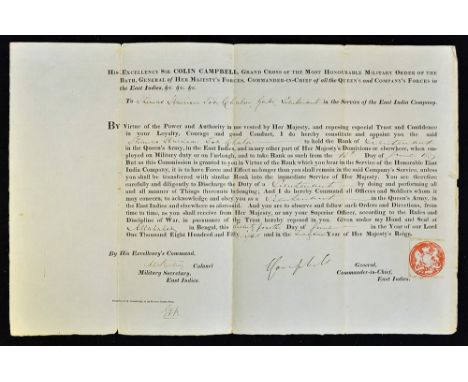 HIS EXCELLENCY SIR COLIN CAMPBELL, GRAND CROSS OF THE MOST HONOURABLE MILITARY ORDER OF THE
BATH, GENERAL OF HER MAJESTY'S FORCES, COMMANDER-IN-CHIEF OF ALL THE QUEEN'S AND COMPANY'S FORCES IN
THE EAST INDIES, &c. &c. &c.
To Lieutenant in the Service of the East India Company.
BY Virtue of the Power and Authority in me vested by Her Majesty, and reposing especial Trust and Confidence
in your Loyalty, Courage and good Conduct, I do hereby constitute and appoint you the said
to hold the Rank of Lieutenant
in the Queen's Army, in the East Indies, and in any other part of Her Majesty's Dominions or elsewhere, when em-
ployed on Military duty or on Furlough, and to take Rank as such from the Day of
But as this Commission is granted to you in Virtue of the Rank which you bear in the Service of the Honorable East
India Company, it is to have Force and Effect no longer than you shall remain in the said Company's Service, unless
you shall be transferred with similar Rank into the immediate Service of Her Majesty. You are therefore
carefully and diligently to Discharge the Duty of a Lieutenant by doing and performing all
and all manner of Things thereunto belonging; And I do hereby Command all Officers and Soldiers whom it
may concern, to acknowledge and obey you as a Lieutenant in the Queen's Army, in
the East Indies or elsewhere as aforesaid. And you are to observe and follow such Orders and Directions, from
time to time, as you shall receive from Her Majesty, or any your Superior Officer, according to the Rules and
Discipline of War, in pursuance of the Trust hereby reposed in you. Given under my Hand and Seal
at Allahabad in Bengal, this Day of June in the Year of our Lord
One Thousand Eight Hundred and Fifty and in the Year of Her Majesty's Reign.
By His Excellency's Command.
Colonel
Military Secretary,
East Indies.
CCampbell General,
Commander-in-Chief,
East Indies.